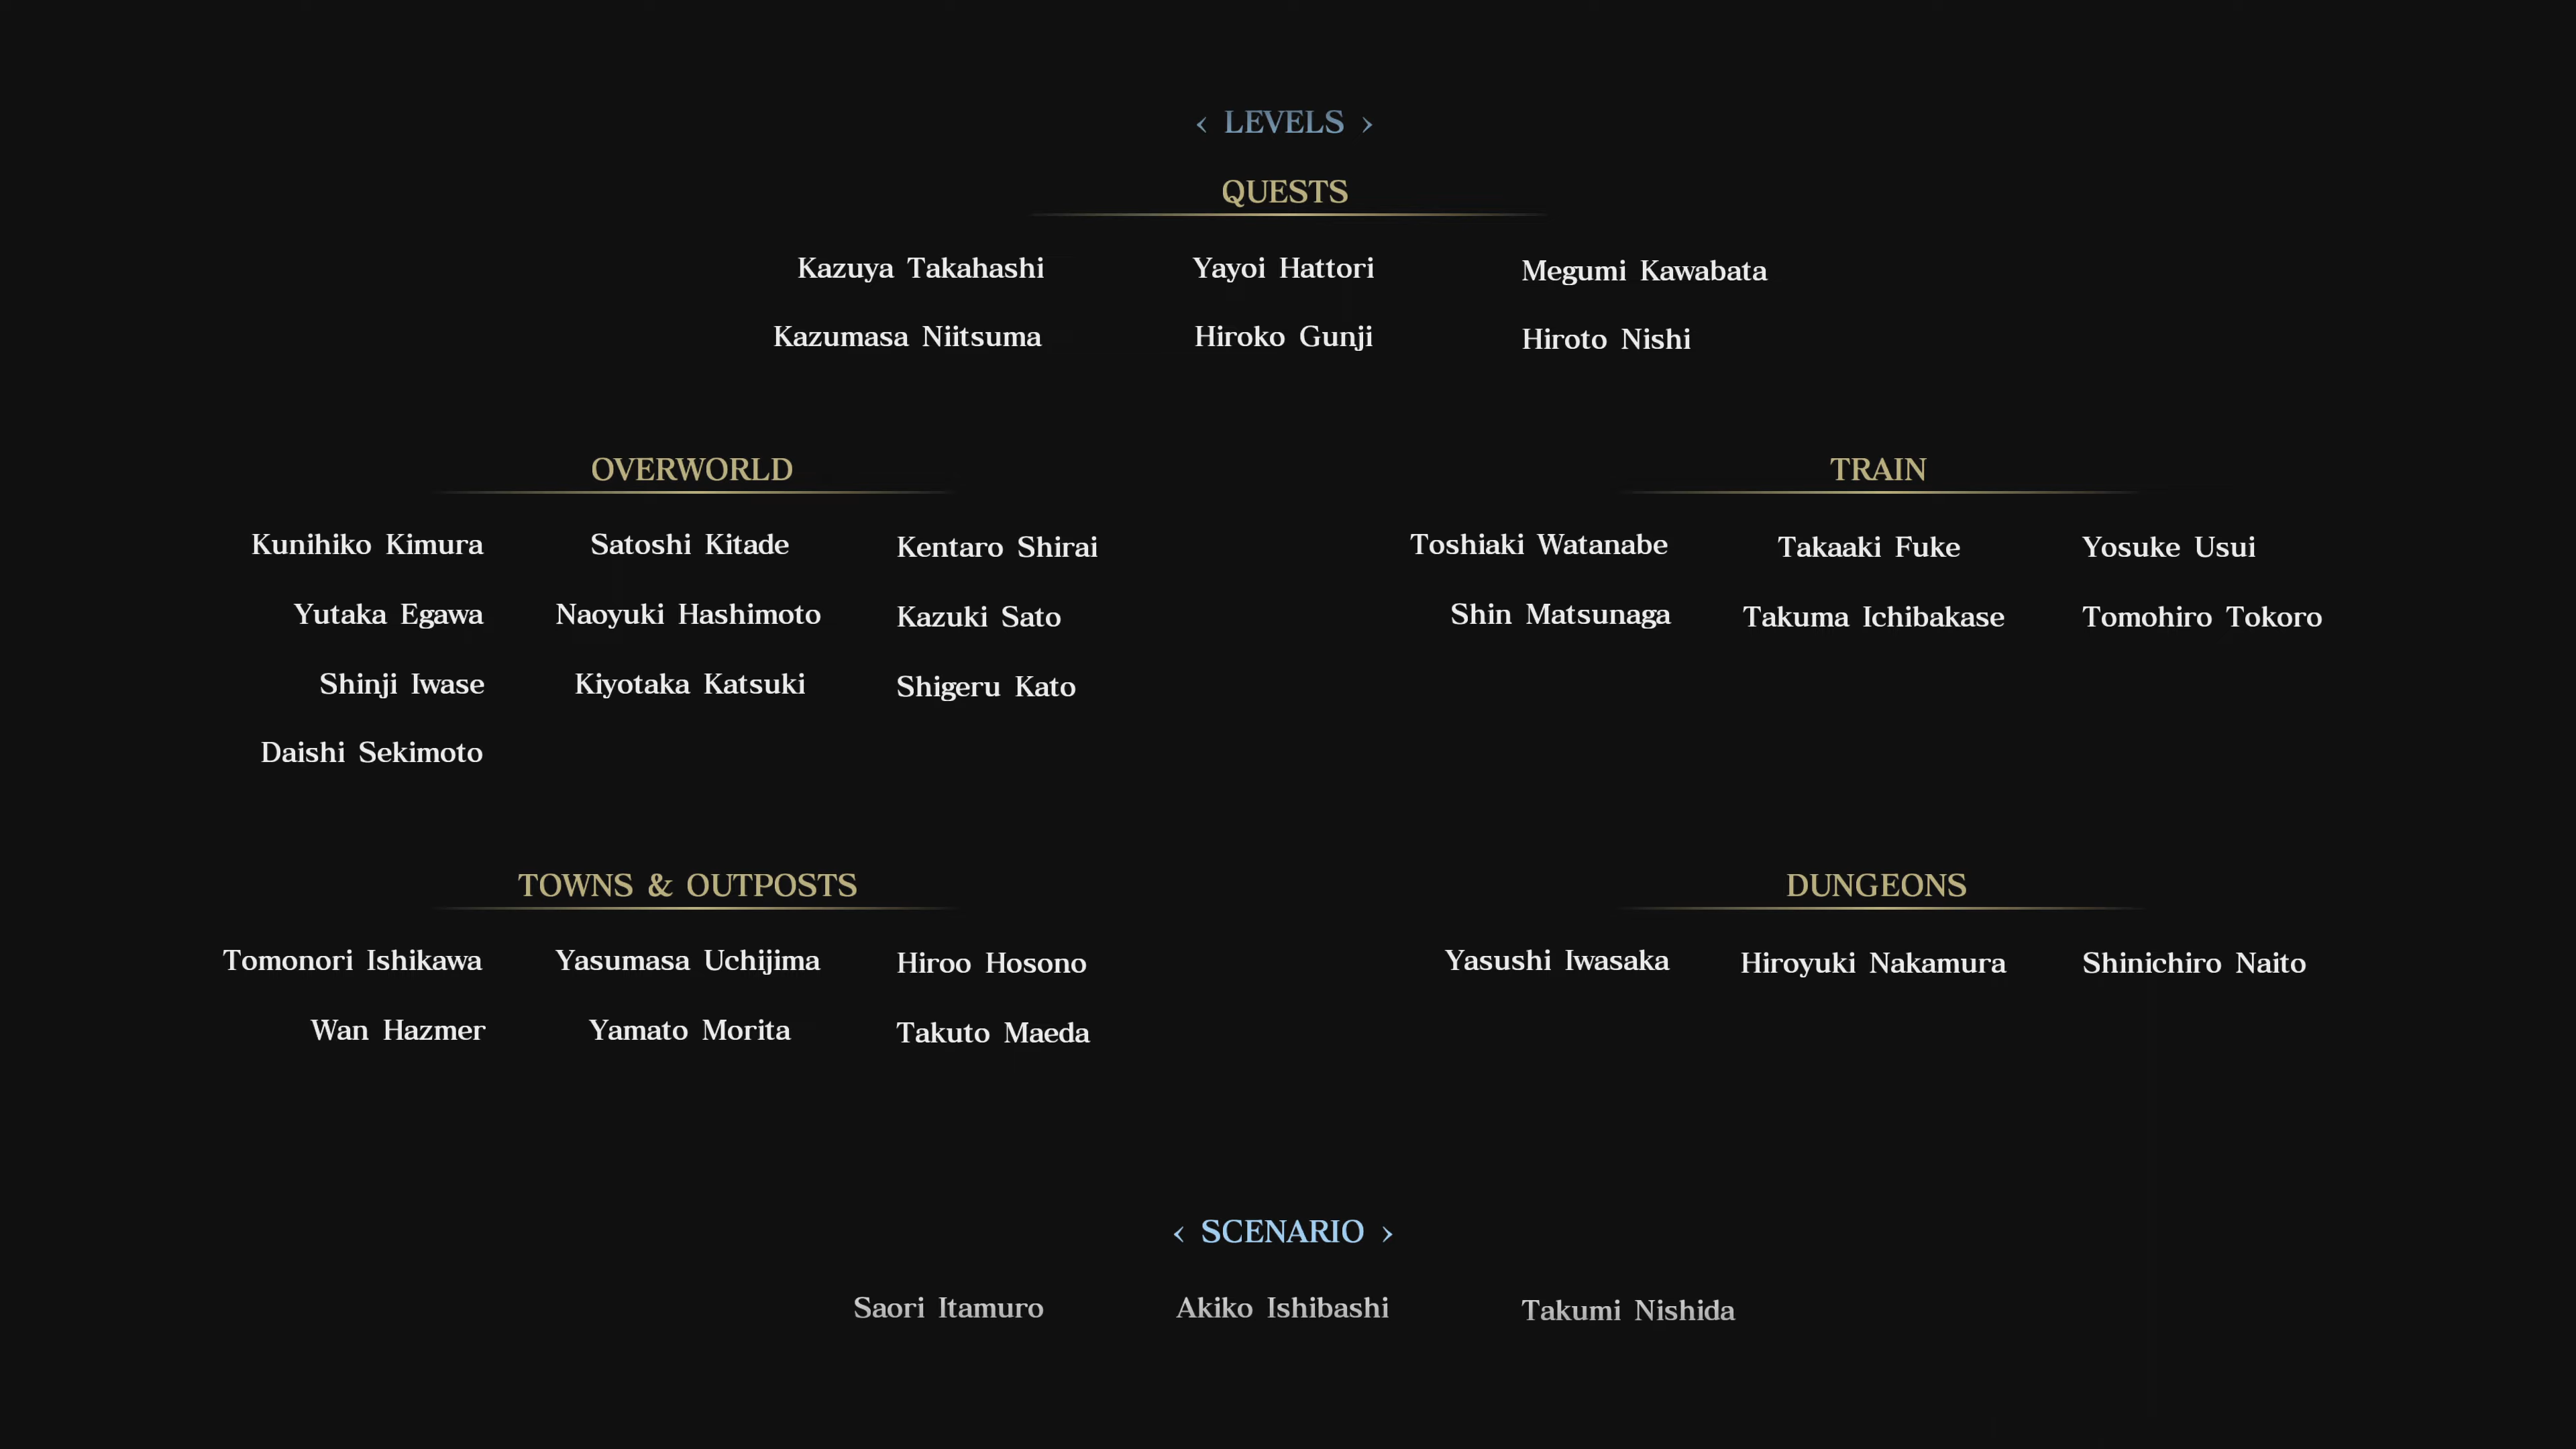 ‹ LEVELS ›
QUESTS
Kazuya Takahashi Yayoi Hattori Megumi Kawabata
Kazumasa Niitsuma Hiroko Gunji Hiroto Nishi
OVERWORLD
Kunihiko Kimura Satoshi Kitade Kentaro Shirai
Yutaka Egawa Naoyuki Hashimoto Kazuki Sato
Shinji Iwase Kiyotaka Katsuki Shigeru Kato
Daishi Sekimoto
TRAIN
Toshiaki Watanabe Takaaki Fuke Yosuke Usui
Shin Matsunaga Takuma Ichibakase Tomohiro Tokoro
TOWNS & OUTPOSTS
Tomonori Ishikawa Yasumasa Uchijima Hiroo Hosono
Wan Hazmer Yamato Morita Takuto Maeda
DUNGEONS
Yasushi Iwasaka Hiroyuki Nakamura Shinichiro Naito
‹ SCENARIO ›
Saori Itamuro Akiko Ishibashi Takumi Nishida